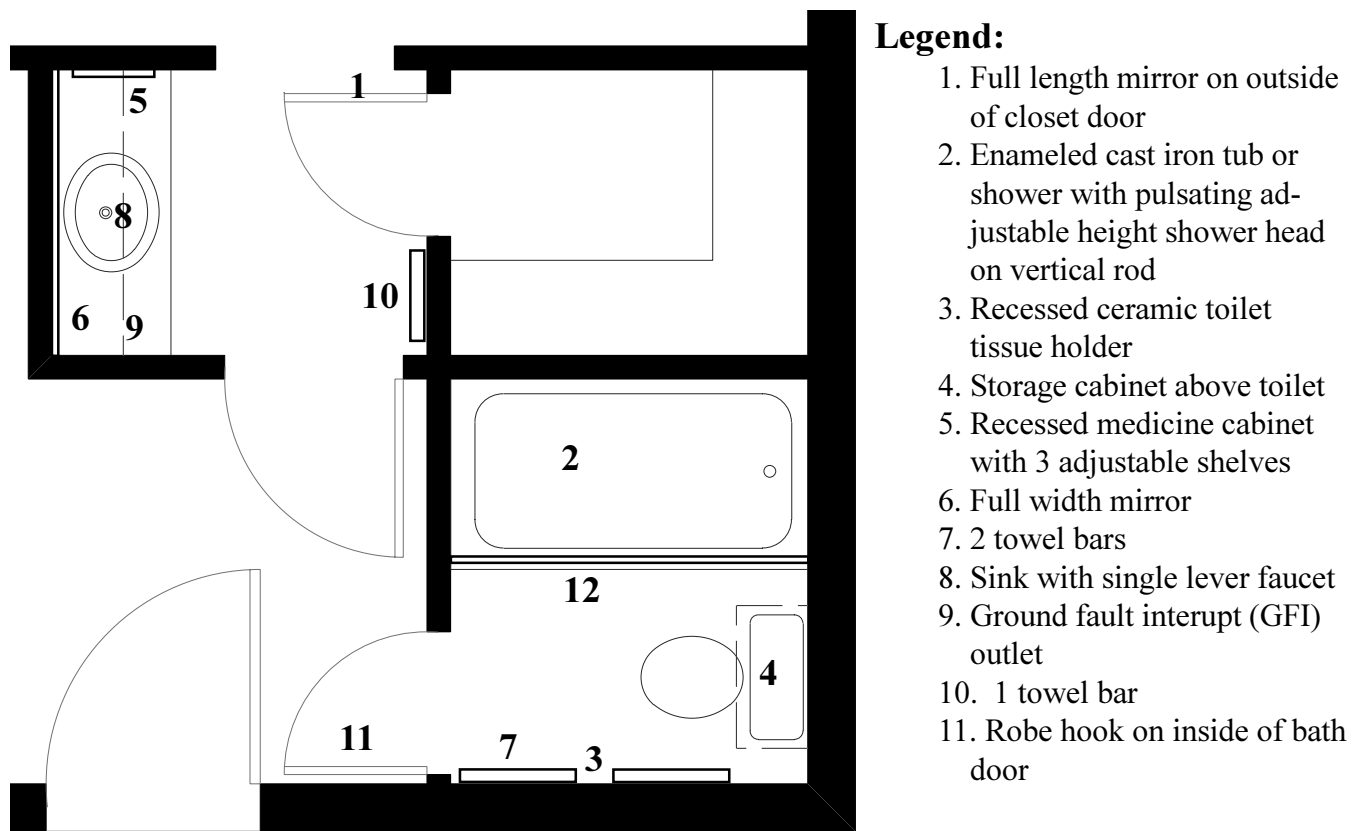 1
5
8
10
6
9
2
12
4
11
7
3
Legend:
1. Full length mirror on outside
of closet door
2. Enameled cast iron tub or
shower with pulsating ad-
justable height shower head
on vertical rod
3. Recessed ceramic toilet
tissue holder
4. Storage cabinet above toilet
5. Recessed medicine cabinet
with 3 adjustable shelves
6. Full width mirror
7. 2 towel bars
8. Sink with single lever faucet
9. Ground fault interupt (GFI)
outlet
10. 1 towel bar
11. Robe hook on inside of bath
door